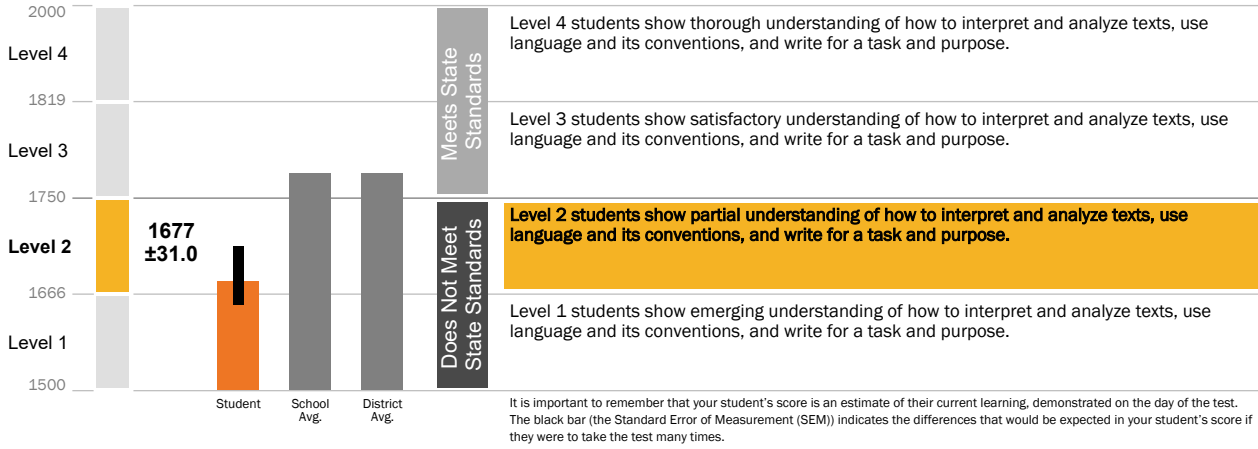 2000
Level 4
1819
Level 3
1750
Level 2
1666
Level 1
1500
1677
±31.0
Student
School
Avg.
District
Avg.
Meets State
Standards
Does Not Meet
State Standards
Level 4 students show thorough understanding of how to interpret and analyze texts, use
language and its conventions, and write for a task and purpose.
Level 3 students show satisfactory understanding of how to interpret and analyze texts, use
language and its conventions, and write for a task and purpose.
Level 2 students show partial understanding of how to interpret and analyze texts, use
language and its conventions, and write for a task and purpose.
Level 1 students show emerging understanding of how to interpret and analyze texts, use
language and its conventions, and write for a task and purpose.
It is important to remember that your student's score is an estimate of their current learning, demonstrated on the day of the test.
The black bar (the Standard Error of Measurement (SEM)) indicates the differences that would be expected in your student's score if
they were to take the test many times.